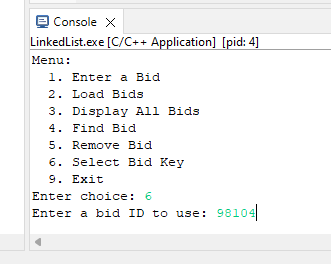 Console
LinkedList.exe [C/C++ Application] [pid: 4]
Menu:
1. Enter a Bid
2. Load Bids
3. Display All Bids
4. Find Bid
5. Remove Bid
6. Select Bid Key
9. Exit
Enter choice: 6
Enter a bid ID to use: 98104